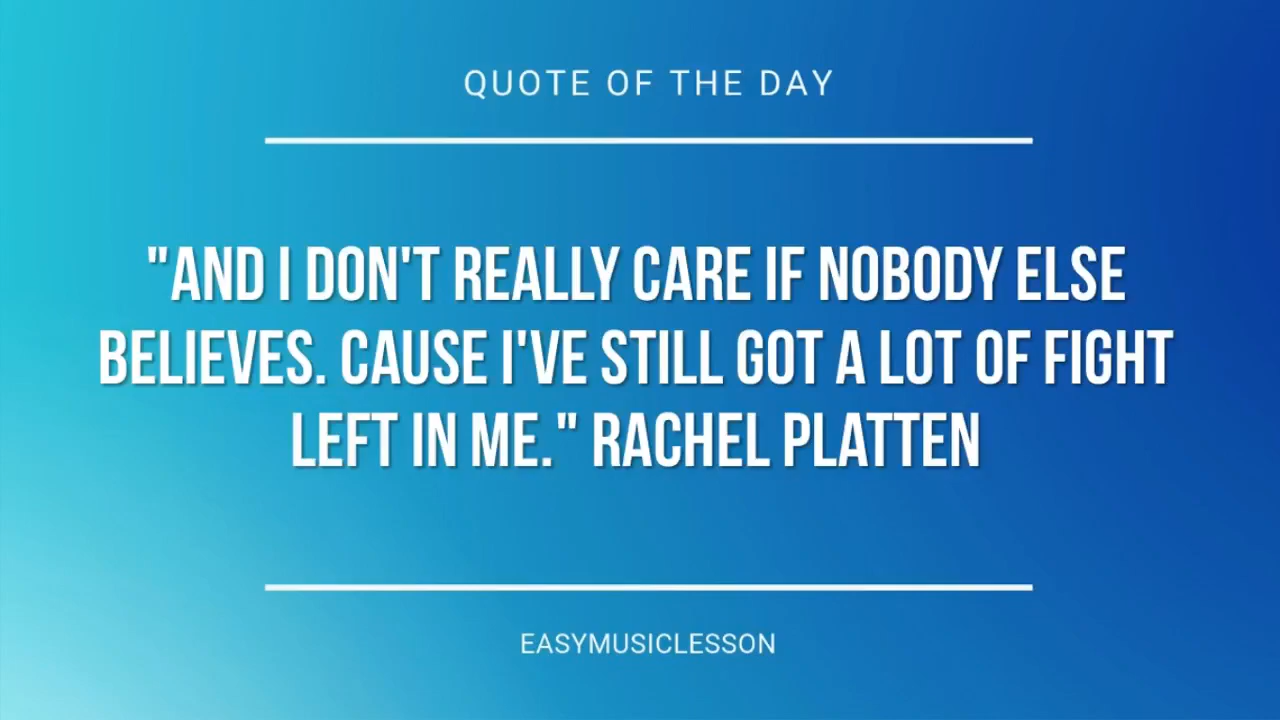 QUOTE OF THE DAY
"AND I DON'T REALLY CARE IF NOBODY ELSE
BELIEVES. CAUSE I'VE STILL GOT A LOT OF FIGHT
LEFT IN ME." RACHEL PLATTEN
EASYMUSICLESSON